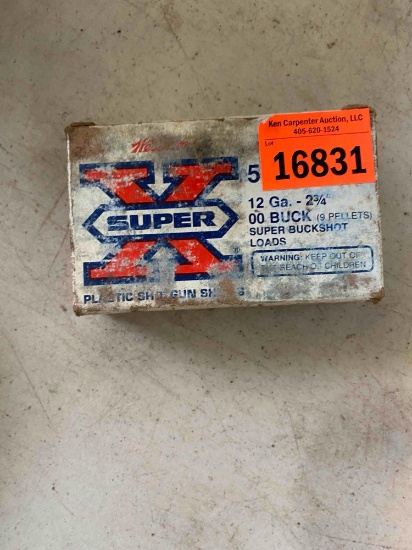 Ken Carpenter Auction, LLC
405-620-1524
Lot
16831
5
X
SUPER
12 Ga. - 2¾
00 BUCK (9 PELLETS)
SUPER BUCKSHOT
LOADS
WARNING: KEEP OUT OF
THE REACH OF CHILDREN
PLASTIC SHOTGUN SHELLS